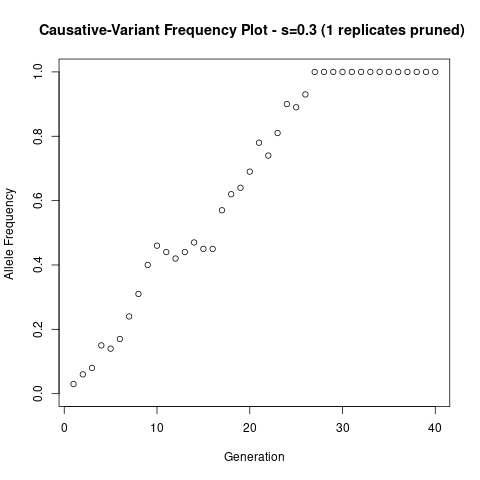 Causative-Variant Frequency Plot - s=0.3 (1 replicates pruned)
1.0
0.8
0.6
0.4
0.2
0.0
Allele Frequency
0 10 20 30 40
Generation